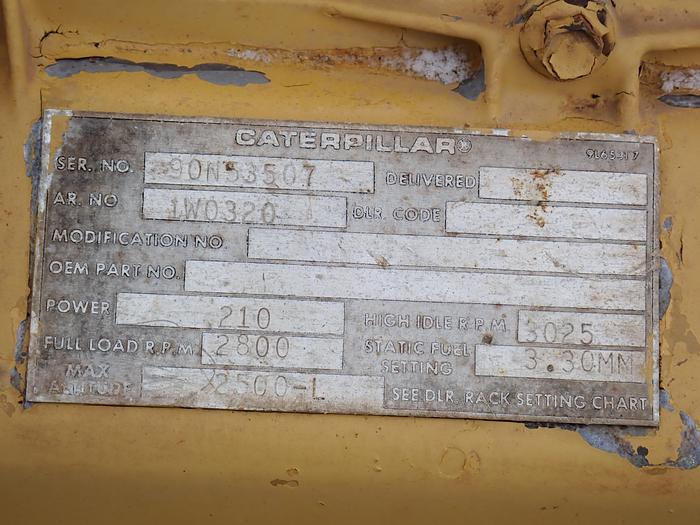 CATERPILLAR®
9L65317
SER. NO. 90N53507 DELIVERED
AR. NO 1W0320 DLR. CODE
MODIFICATION NO.
OEM PART NO.
POWER 210 HIGH IDLE R.P.M. 3025
FULL LOAD R.P.M. 2800 STATIC FUEL SETTING 3.30MM
MAX ALTITUDE 2500-L SEE DLR. RACK SETTING CHART